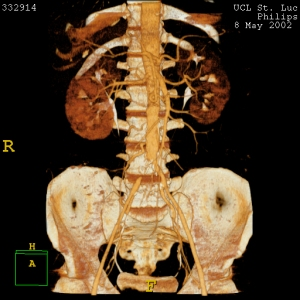 332914
UCL St. Luc
Philips
8 May 2002
R
H
A
F